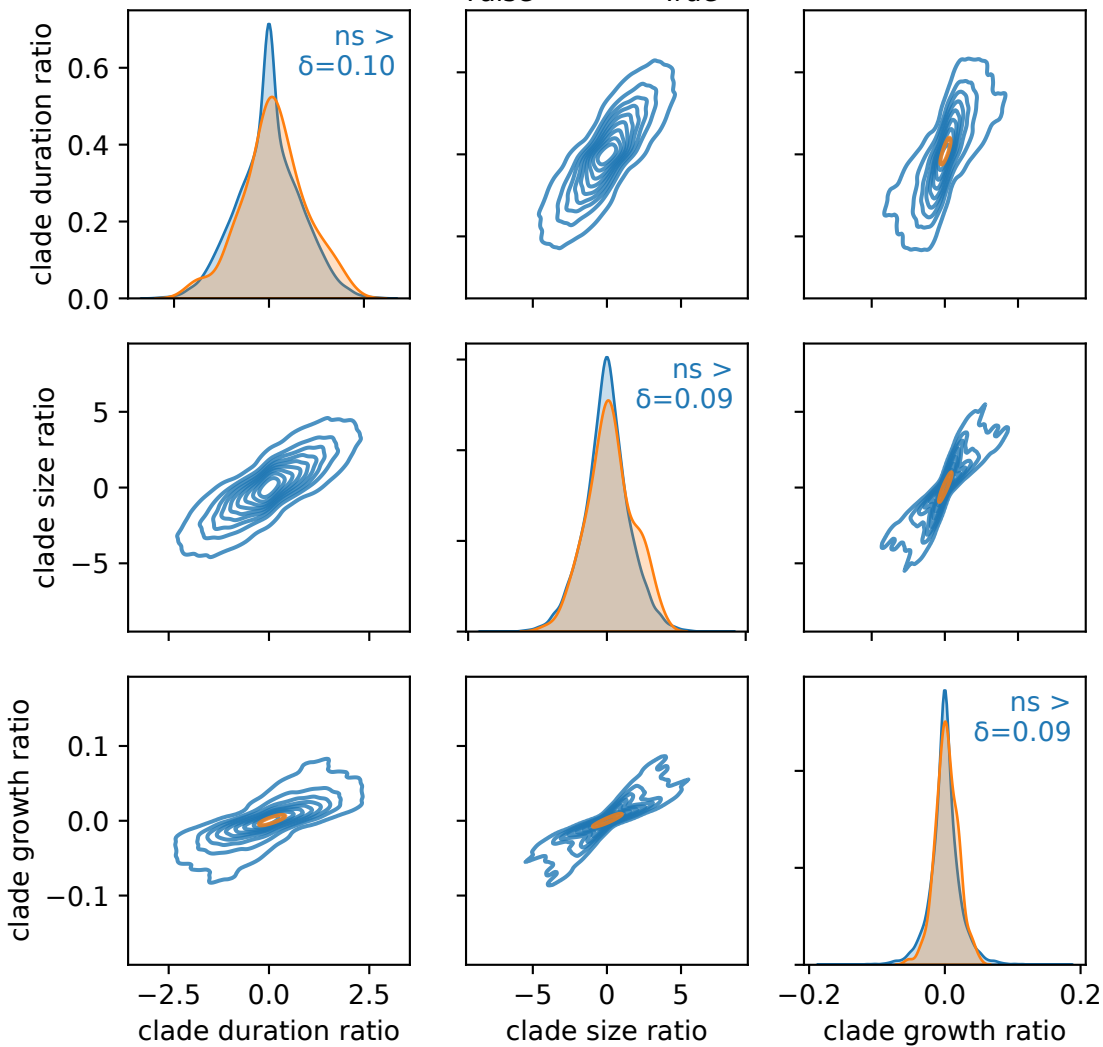 clade duration ratio
0.6
0.4
0.2
0.0
ns >
δ=0.10
clade size ratio
5
0
−5
ns >
δ=0.09
clade growth ratio
0.1
0.0
−0.1
ns >
δ=0.09
−2.5 0.0 2.5
−5 0 5
−0.2 0.0 0.2
clade duration ratio
clade size ratio
clade growth ratio